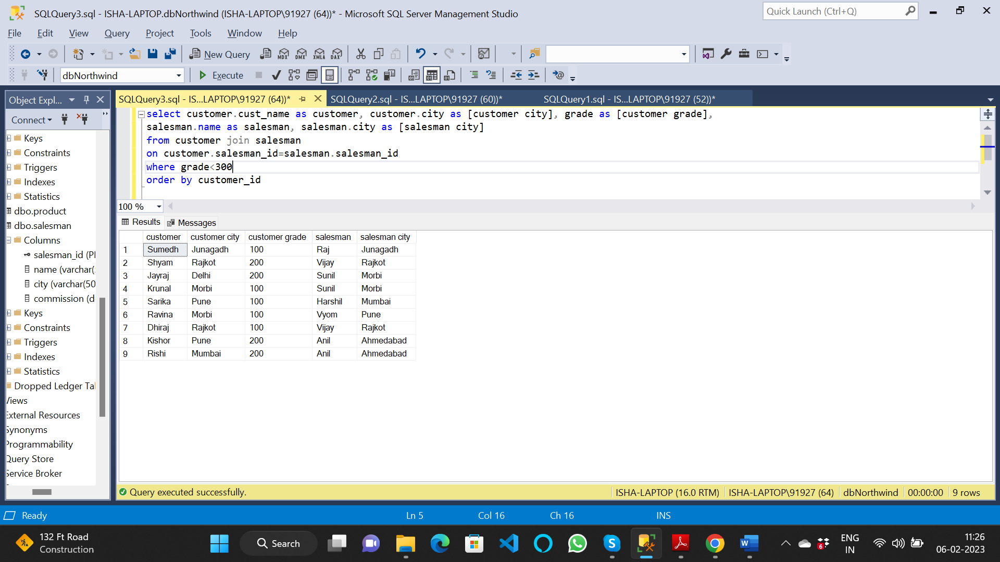 SQLQuery3.sql - ISHA-LAPTOP.dbNorthwind (ISHA-LAPTOP\91927 (64))* - Microsoft SQL Server Management Studio
Quick Launch (Ctrl+Q)
File Edit View Query Project Tools Window Help
New Query MDX DMX XMLA DAX
dbNorthwind Execute
Object Expl...
SQLQuery3.sql - IS...LAPTOP\91927 (64))* SQLQuery2.sql - IS...LAPTOP\91927 (60))* SQLQuery1.sql - IS...LAPTOP\91927 (52))*
Connect
Keys
Constraints
Triggers
Indexes
Statistics
dbo.product
dbo.salesman
Columns
salesman_id (P
name (varchar(
city (varchar(50
commission (d
Keys
Constraints
Triggers
Indexes
Statistics
Dropped Ledger Ta
Views
External Resources
Synonyms
Programmability
Query Store
Service Broker
select customer.cust_name as customer, customer.city as [customer city], grade as [customer grade],
salesman.name as salesman, salesman.city as [salesman city]
from customer join salesman
on customer.salesman_id=salesman.salesman_id
where grade<300
order by customer_id
100 %
Results Messages
customer customer city customer grade salesman salesman city
1 Sumedh Junagadh 100 Raj Junagadh
2 Shyam Rajkot 200 Vijay Rajkot
3 Jayraj Delhi 200 Sunil Morbi
4 Krunal Morbi 100 Sunil Morbi
5 Sarika Pune 100 Harshil Mumbai
6 Ravina Morbi 100 Vyom Pune
7 Dhiraj Rajkot 100 Vijay Rajkot
8 Kishor Pune 200 Anil Ahmedabad
9 Rishi Mumbai 200 Anil Ahmedabad
Query executed successfully. ISHA-LAPTOP (16.0 RTM) ISHA-LAPTOP\91927 (64) dbNorthwind 00:00:00 9 rows
Ready Ln 5 Col 16 Ch 16 INS
132 Ft Road
Construction
Search
6
ENG
IN
11:26
06-02-2023